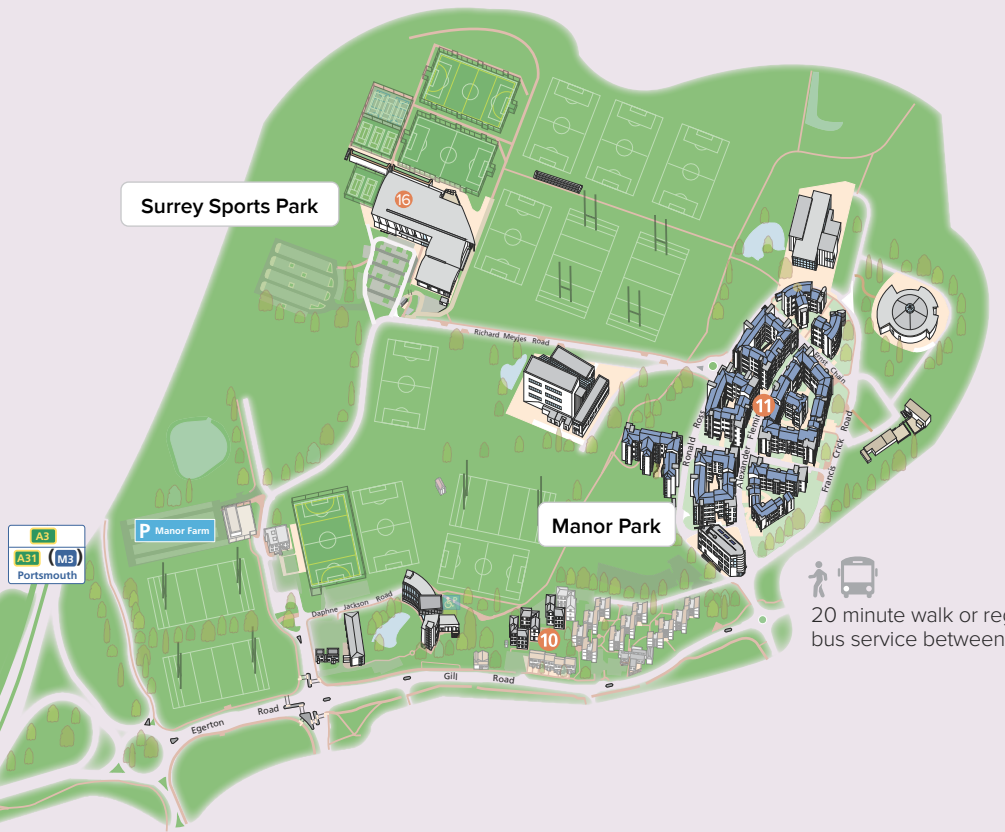 Surrey Sports Park
16
Richard Meyjes Road
11
Ronald Ross
Alexander Flemi
Francis Crick Road
Manor Park
A3
A31 (M3)
Portsmouth
P Manor Farm
Daphne Jackson Road
10
Gill Road
Egerton Road
20 minute walk or reg
bus service between